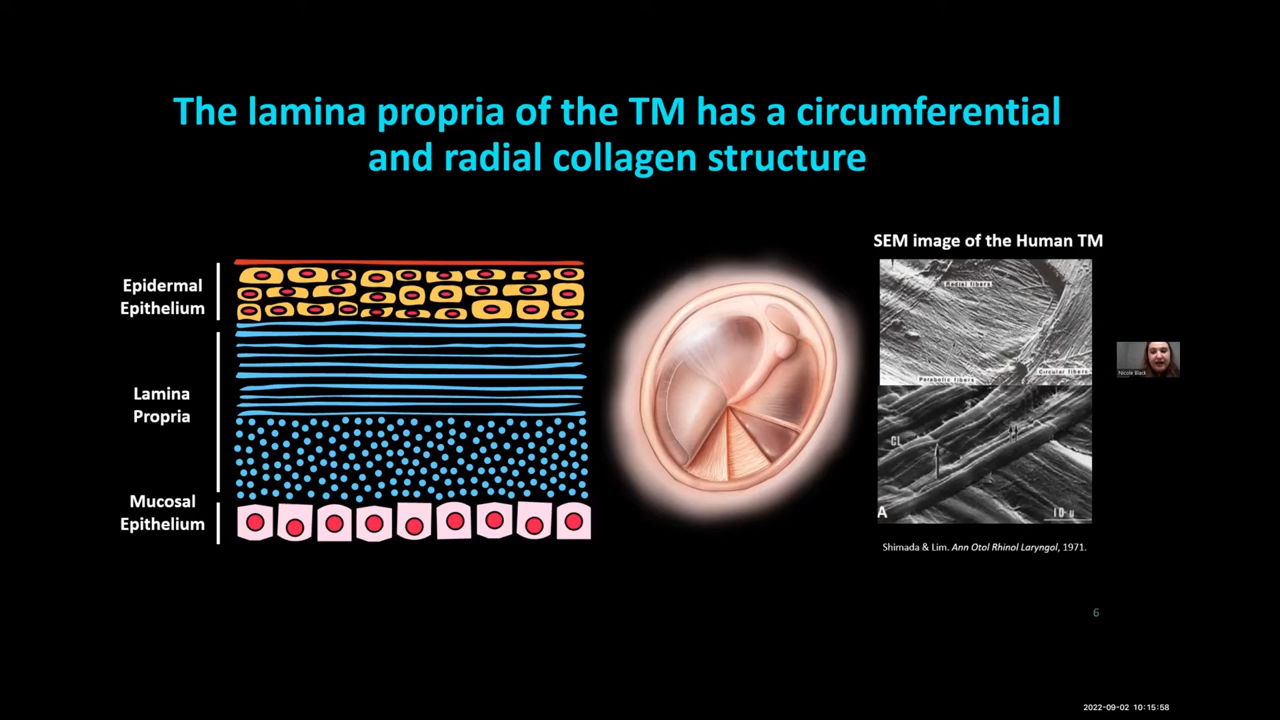 The lamina propria of the TM has a circumferential
and radial collagen structure
Epidermal
Epithelium
Lamina
Propria
Mucosal
Epithelium
SEM image of the Human TM
Radial fibers
Parabolic fibers
Circular fibers
CL
A
10 μ
Shimada & Lim. Ann Otol Rhinol Laryngol, 1971.
Nicole Black
6
2022-09-02 10:15:58